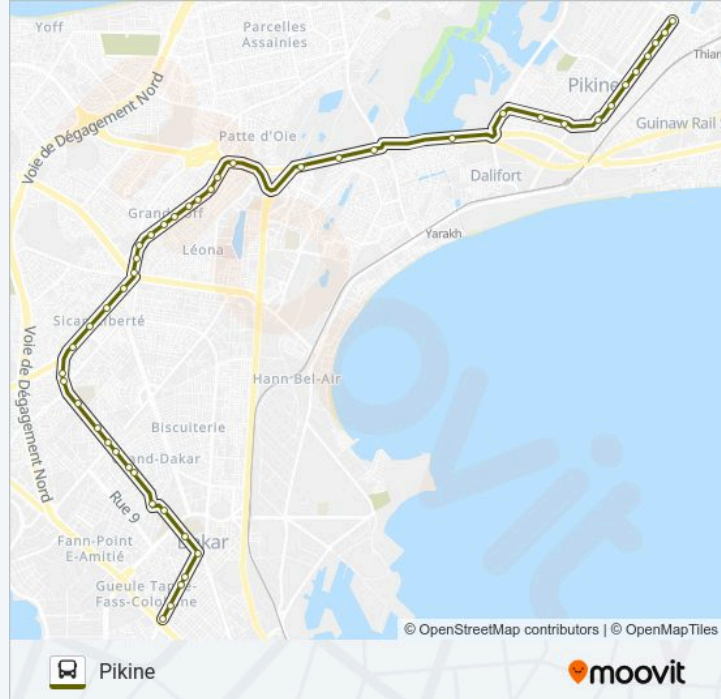 Yoff
Parcelles
Assainies
Thiar
Voie de Dégagement Nord
Pikine
Patte d'Oie
Guinaw Rail S
Dalifort
Grand Yoff
Yarakh
Léona
Sicap Liberté
Voie de Dégagement Nord
Hann Bel-Air
Biscuiterie
and-Dakar
Rue 9
Fann-Point
E-Amitié
Dakar
Gueule Tapée-
Fass-Colobane
© OpenStreetMap contributors | © OpenMapTiles
Pikine
moovit